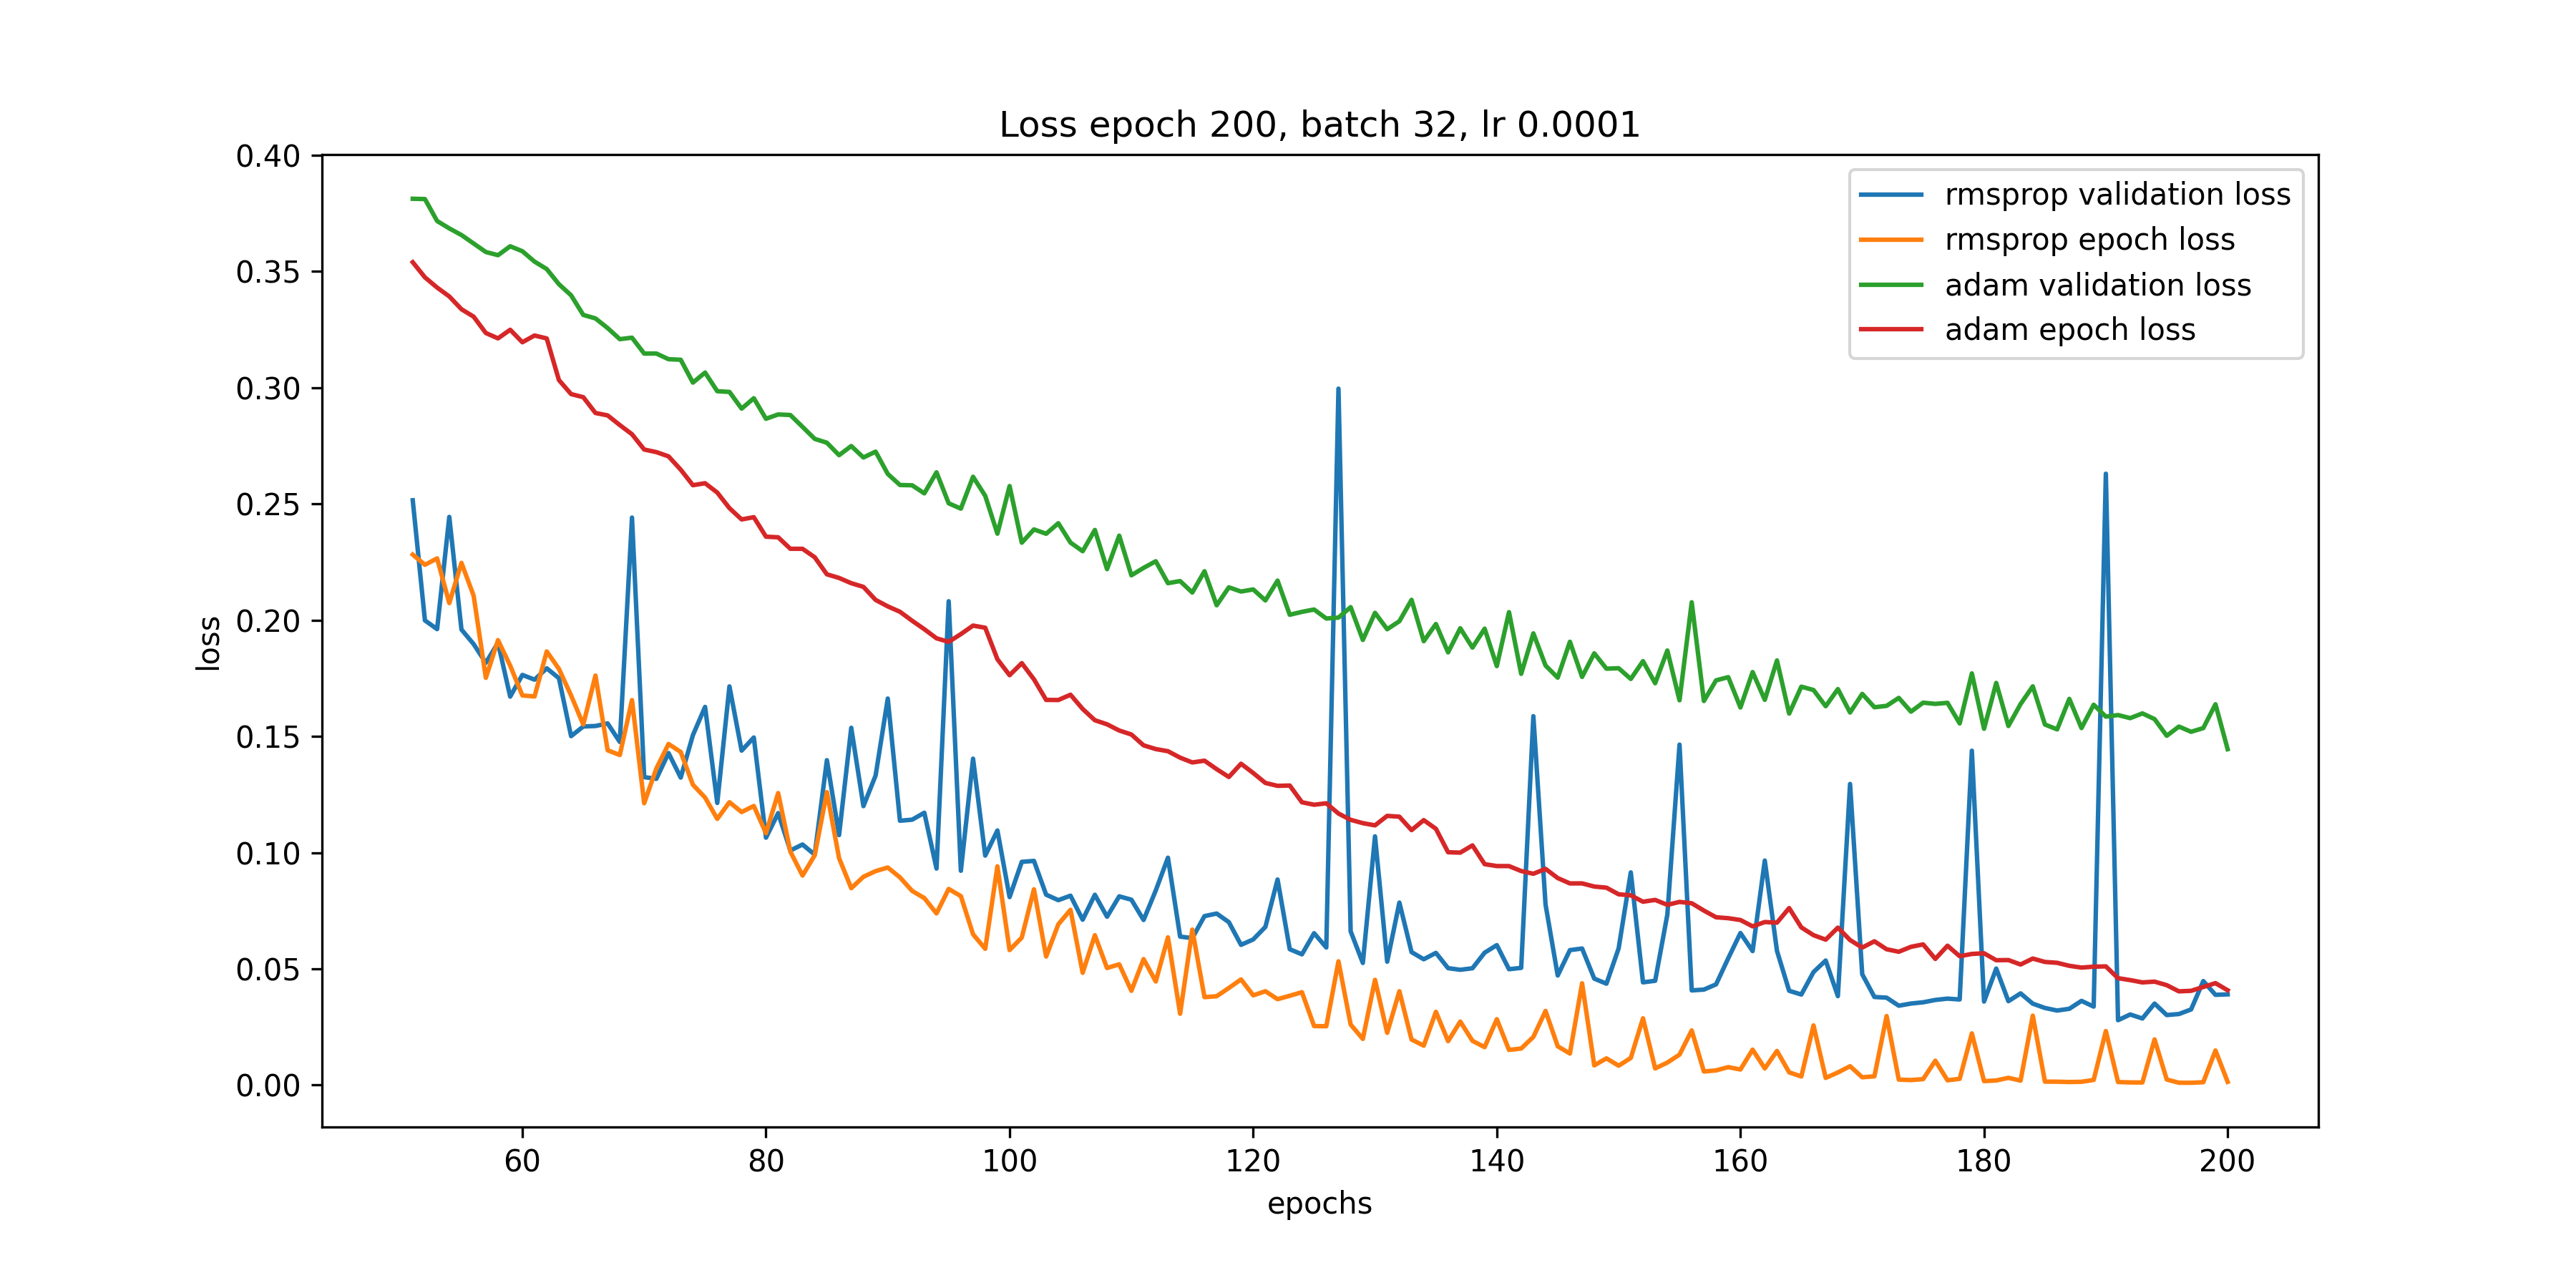 Loss epoch 200, batch 32, lr 0.0001
0.40
0.35
0.30
0.25
0.20
0.15
0.10
0.05
0.00
loss
rmsprop validation loss
rmsprop epoch loss
adam validation loss
adam epoch loss
60 80 100 120 140 160 180 200
epochs